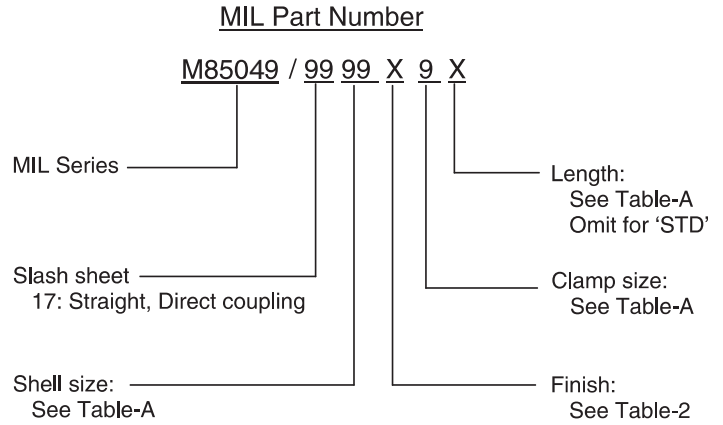 MIL Part Number
M85049 / 99 99 X 9 X
MIL Series
Length:
See Table-A
Omit for 'STD'
Slash sheet
17: Straight, Direct coupling
Clamp size:
See Table-A
Shell size:
See Table-A
Finish:
See Table-2